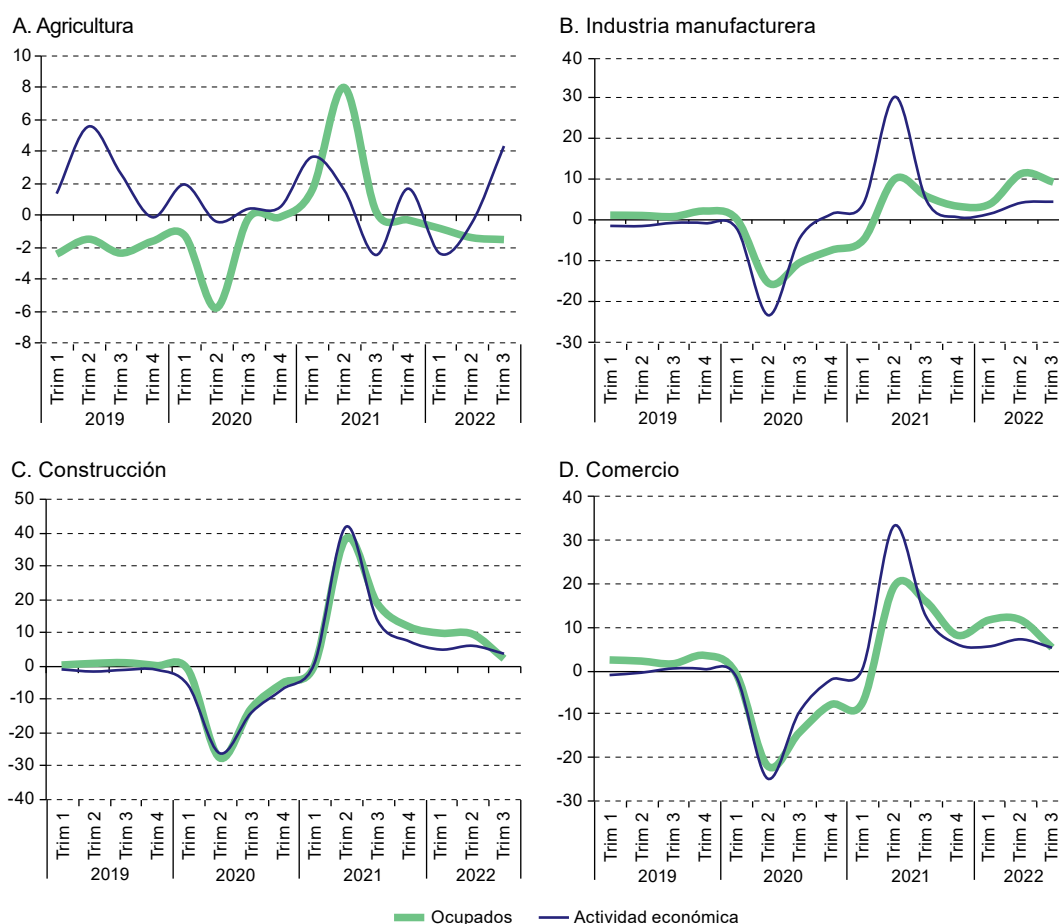 A. Agricultura
10
8
6
4
2
0
-2
-4
-6
-8
Trim 1
Trim 2
Trim 3
Trim 4
Trim 1
Trim 2
Trim 3
Trim 4
Trim 1
Trim 2
Trim 3
Trim 4
Trim 1
Trim 2
Trim 3
2019 2020 2021 2022
B. Industria manufacturera
40
30
20
10
0
-10
-20
-30
Trim 1
Trim 2
Trim 3
Trim 4
Trim 1
Trim 2
Trim 3
Trim 4
Trim 1
Trim 2
Trim 3
Trim 4
Trim 1
Trim 2
Trim 3
2019 2020 2021 2022
C. Construcción
50
40
30
20
10
0
-10
-20
-30
-40
Trim 1
Trim 2
Trim 3
Trim 4
Trim 1
Trim 2
Trim 3
Trim 4
Trim 1
Trim 2
Trim 3
Trim 4
Trim 1
Trim 2
Trim 3
2019 2020 2021 2022
D. Comercio
40
30
20
10
0
-10
-20
-30
Trim 1
Trim 2
Trim 3
Trim 4
Trim 1
Trim 2
Trim 3
Trim 4
Trim 1
Trim 2
Trim 3
Trim 4
Trim 1
Trim 2
Trim 3
2019 2020 2021 2022
Ocupados Actividad económica